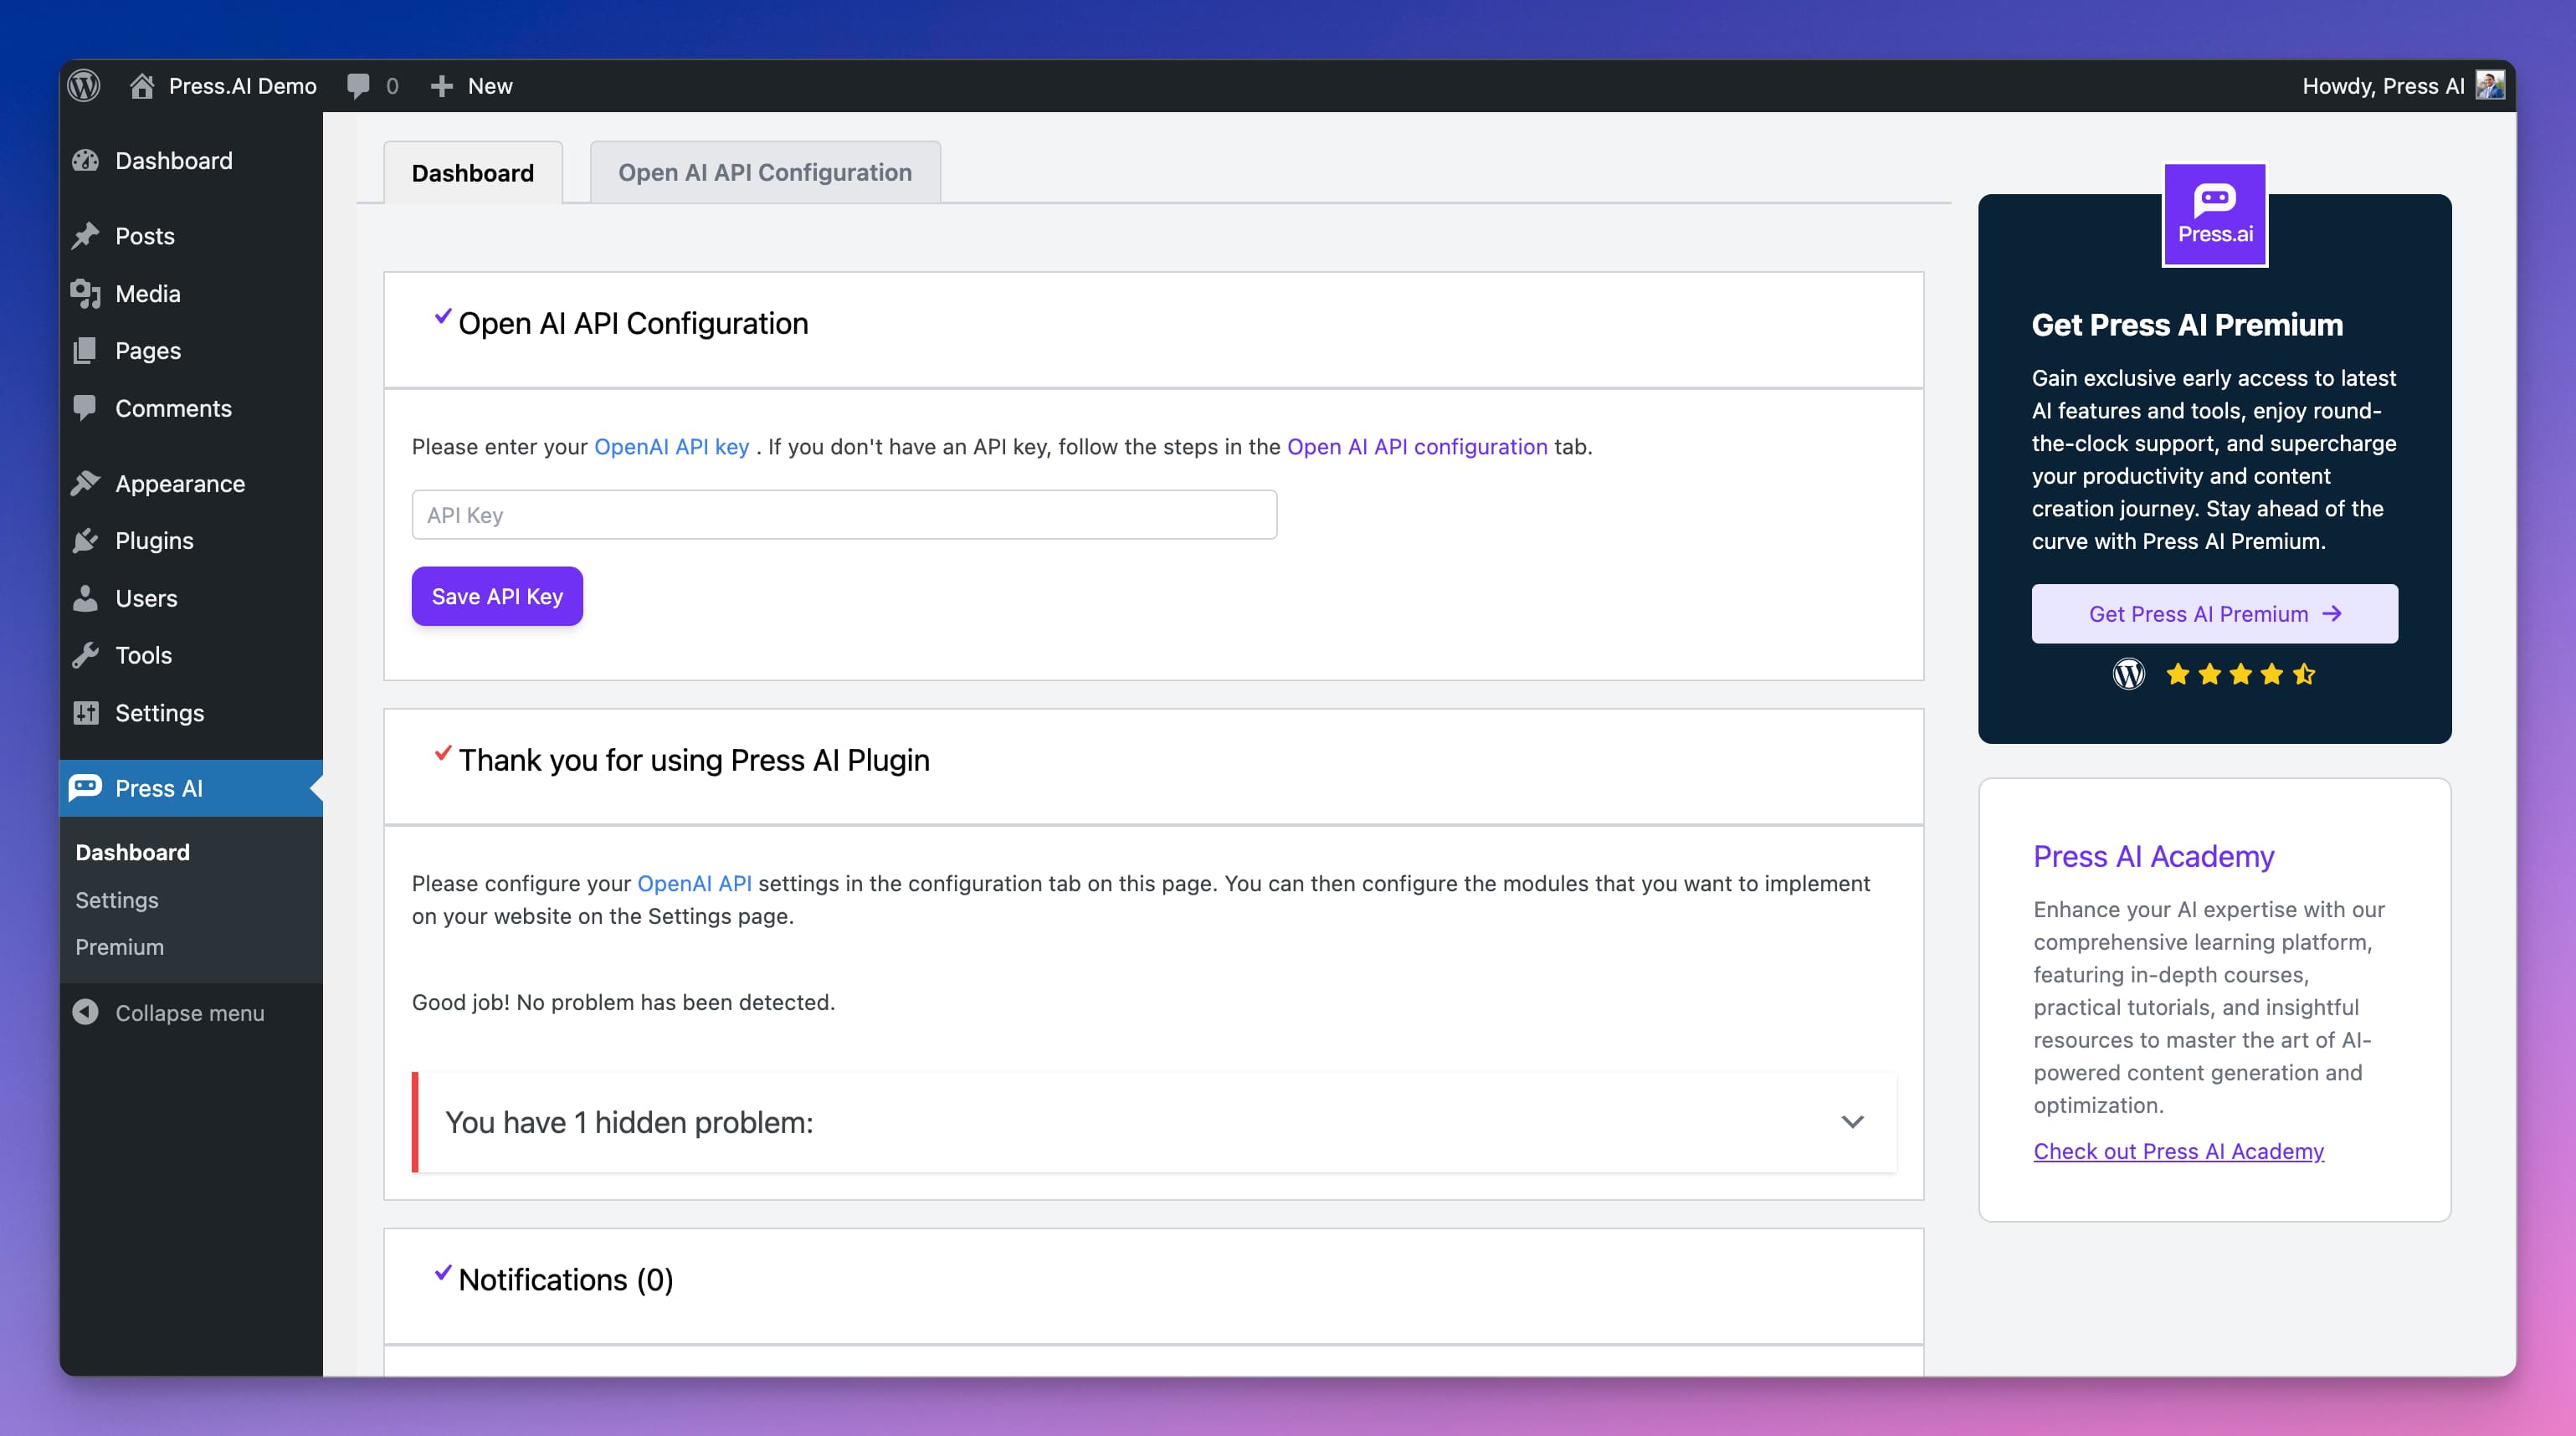 Press.AI Demo
0
New
Howdy, Press AI
Dashboard
Posts
Media
Pages
Comments
Appearance
Plugins
Users
Tools
Settings
Press AI
Dashboard
Settings
Premium
Collapse menu
Dashboard
Open AI API Configuration
Open AI API Configuration
Please enter your OpenAI API key . If you don't have an API key, follow the steps in the Open AI API configuration tab.
API Key
Save API Key
Thank you for using Press AI Plugin
Please configure your OpenAI API settings in the configuration tab on this page. You can then configure the modules that you want to implement
on your website on the Settings page.
Good job! No problem has been detected.
You have 1 hidden problem:
Notifications (0)
Press.ai
Get Press AI Premium
Gain exclusive early access to latest
AI features and tools, enjoy round-
the-clock support, and supercharge
your productivity and content
creation journey. Stay ahead of the
curve with Press AI Premium.
Get Press AI Premium →
Press AI Academy
Enhance your AI expertise with our
comprehensive learning platform,
featuring in-depth courses,
practical tutorials, and insightful
resources to master the art of AI-
powered content generation and
optimization.
Check out Press AI Academy